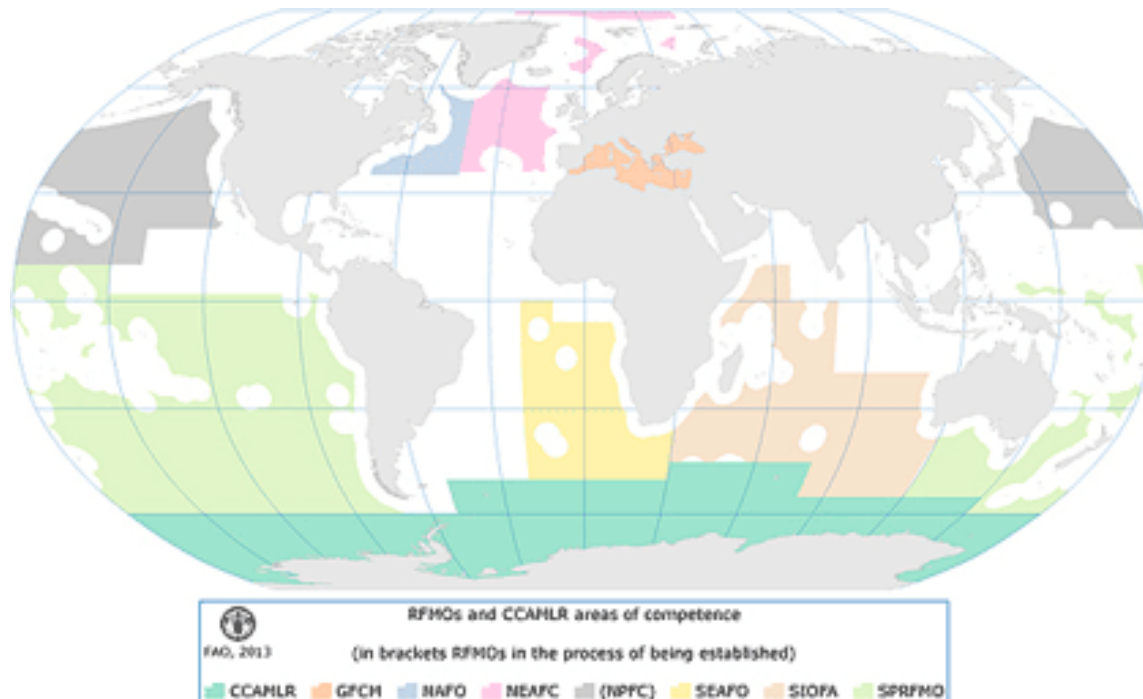 RFMOs and CCAMLR areas of competence
FAO, 2013
(in brackets RFMOs in the process of being established)
CCAMLR GFCM NAFO NEAFC (NPFC) SEAFO SIOFA SPRFMO